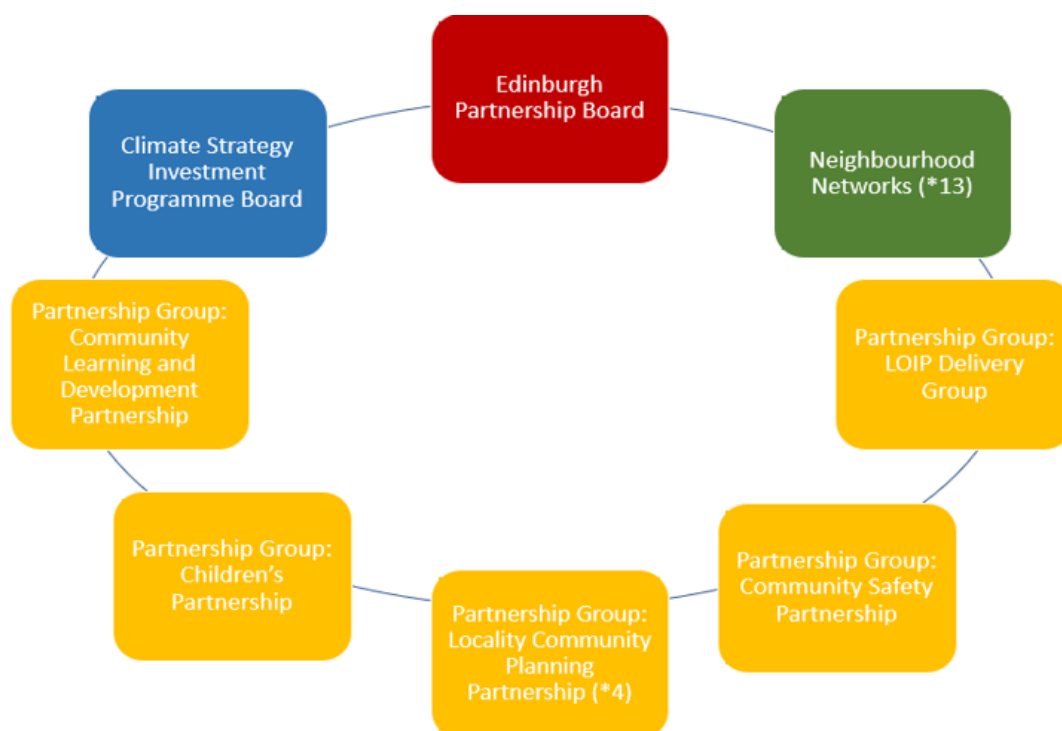 Edinburgh
Partnership Board
Climate Strategy
Investment
Programme Board
Neighbourhood
Networks (*13)
Partnership Group:
Community
Learning and
Development
Partnership
Partnership Group:
LOIP Delivery
Group
Partnership Group:
Children’s
Partnership
Partnership Group:
Community Safety
Partnership
Partnership Group:
Locality Community
Planning
Partnership (*4)